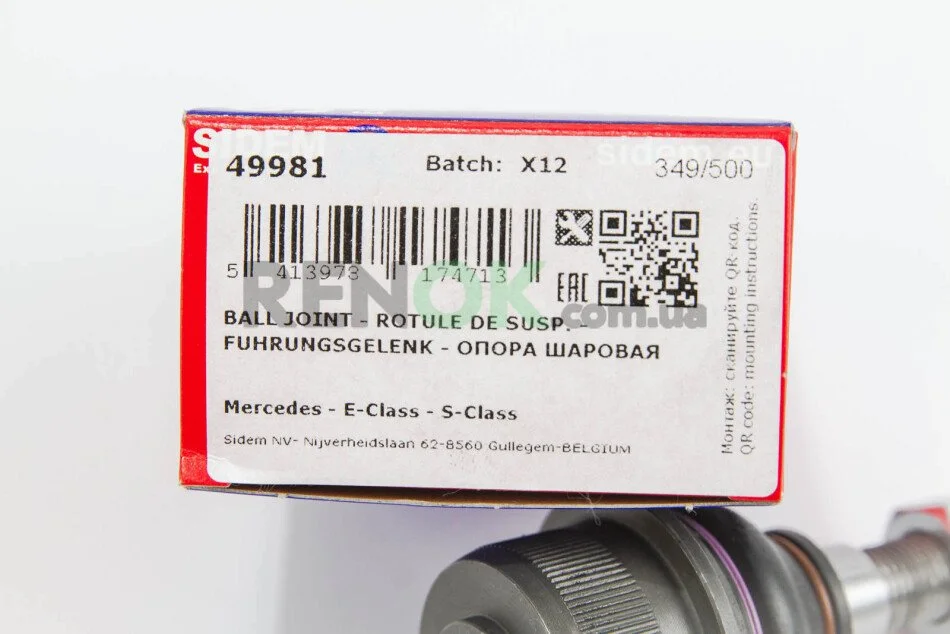 SIDEM
sidem.eu
49981
Batch: X12
349/500
5 413973 174713
EAC
RENOK.com.ua
BALL JOINT - ROTULE DE SUSP. -
FUHRUNGSGELENK - ОПОРА ШАРОВАЯ
Mercedes - E-Class - S-Class
Sidem NV- Nijverheidslaan 62-8560 Gullegem-BELGIUM
Монтаж: сканируйте QR-код.
QR code: mounting instructions.